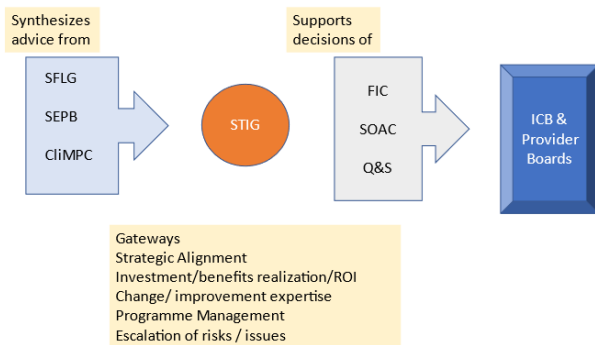 Synthesizes
advice from
Supports
decisions of
SFLG
SEPB
CliMPC
STIG
FIC
SOAC
Q&S
ICB &
Provider
Boards
Gateways
Strategic Alignment
Investment/benefits realization/ROI
Change/ improvement expertise
Programme Management
Escalation of risks / issues